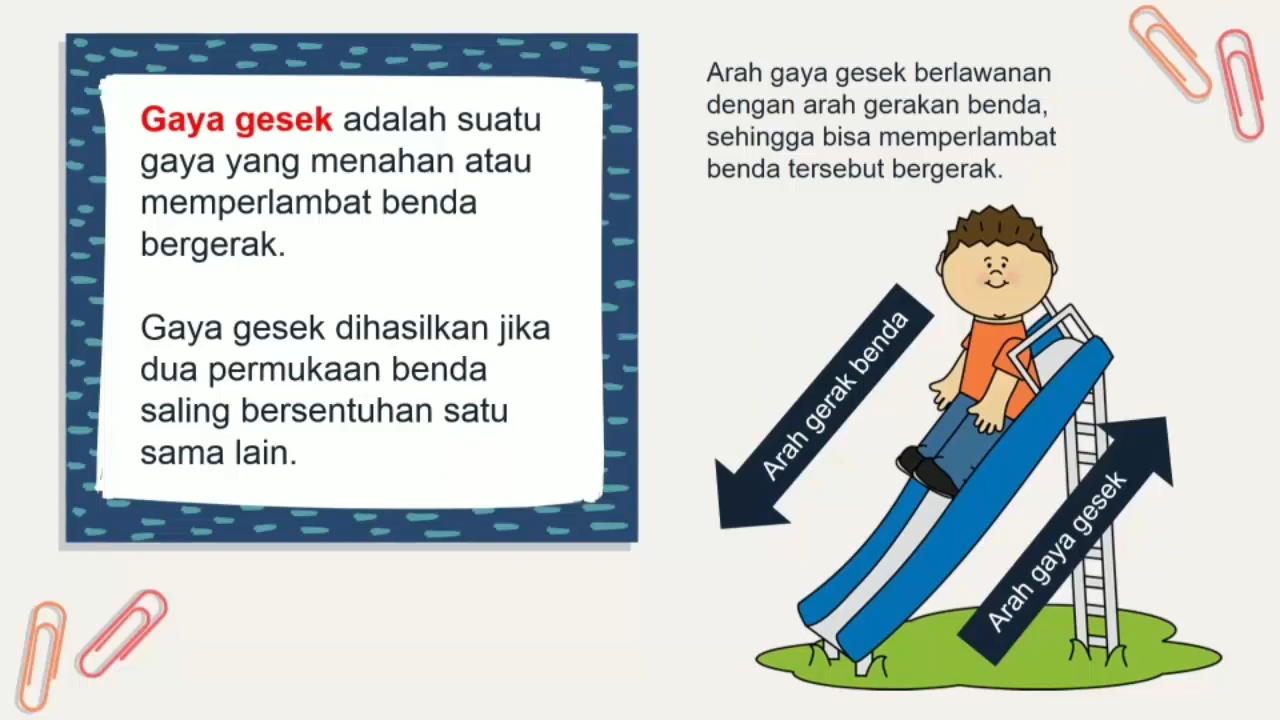 Gaya gesek adalah suatu
gaya yang menahan atau
memperlambat benda
bergerak.
Gaya gesek dihasilkan jika
dua permukaan benda
saling bersentuhan satu
sama lain.
Arah gaya gesek berlawanan
dengan arah gerakan benda,
sehingga bisa memperlambat
benda tersebut bergerak.
Arah gerak benda
Arah gaya gesek